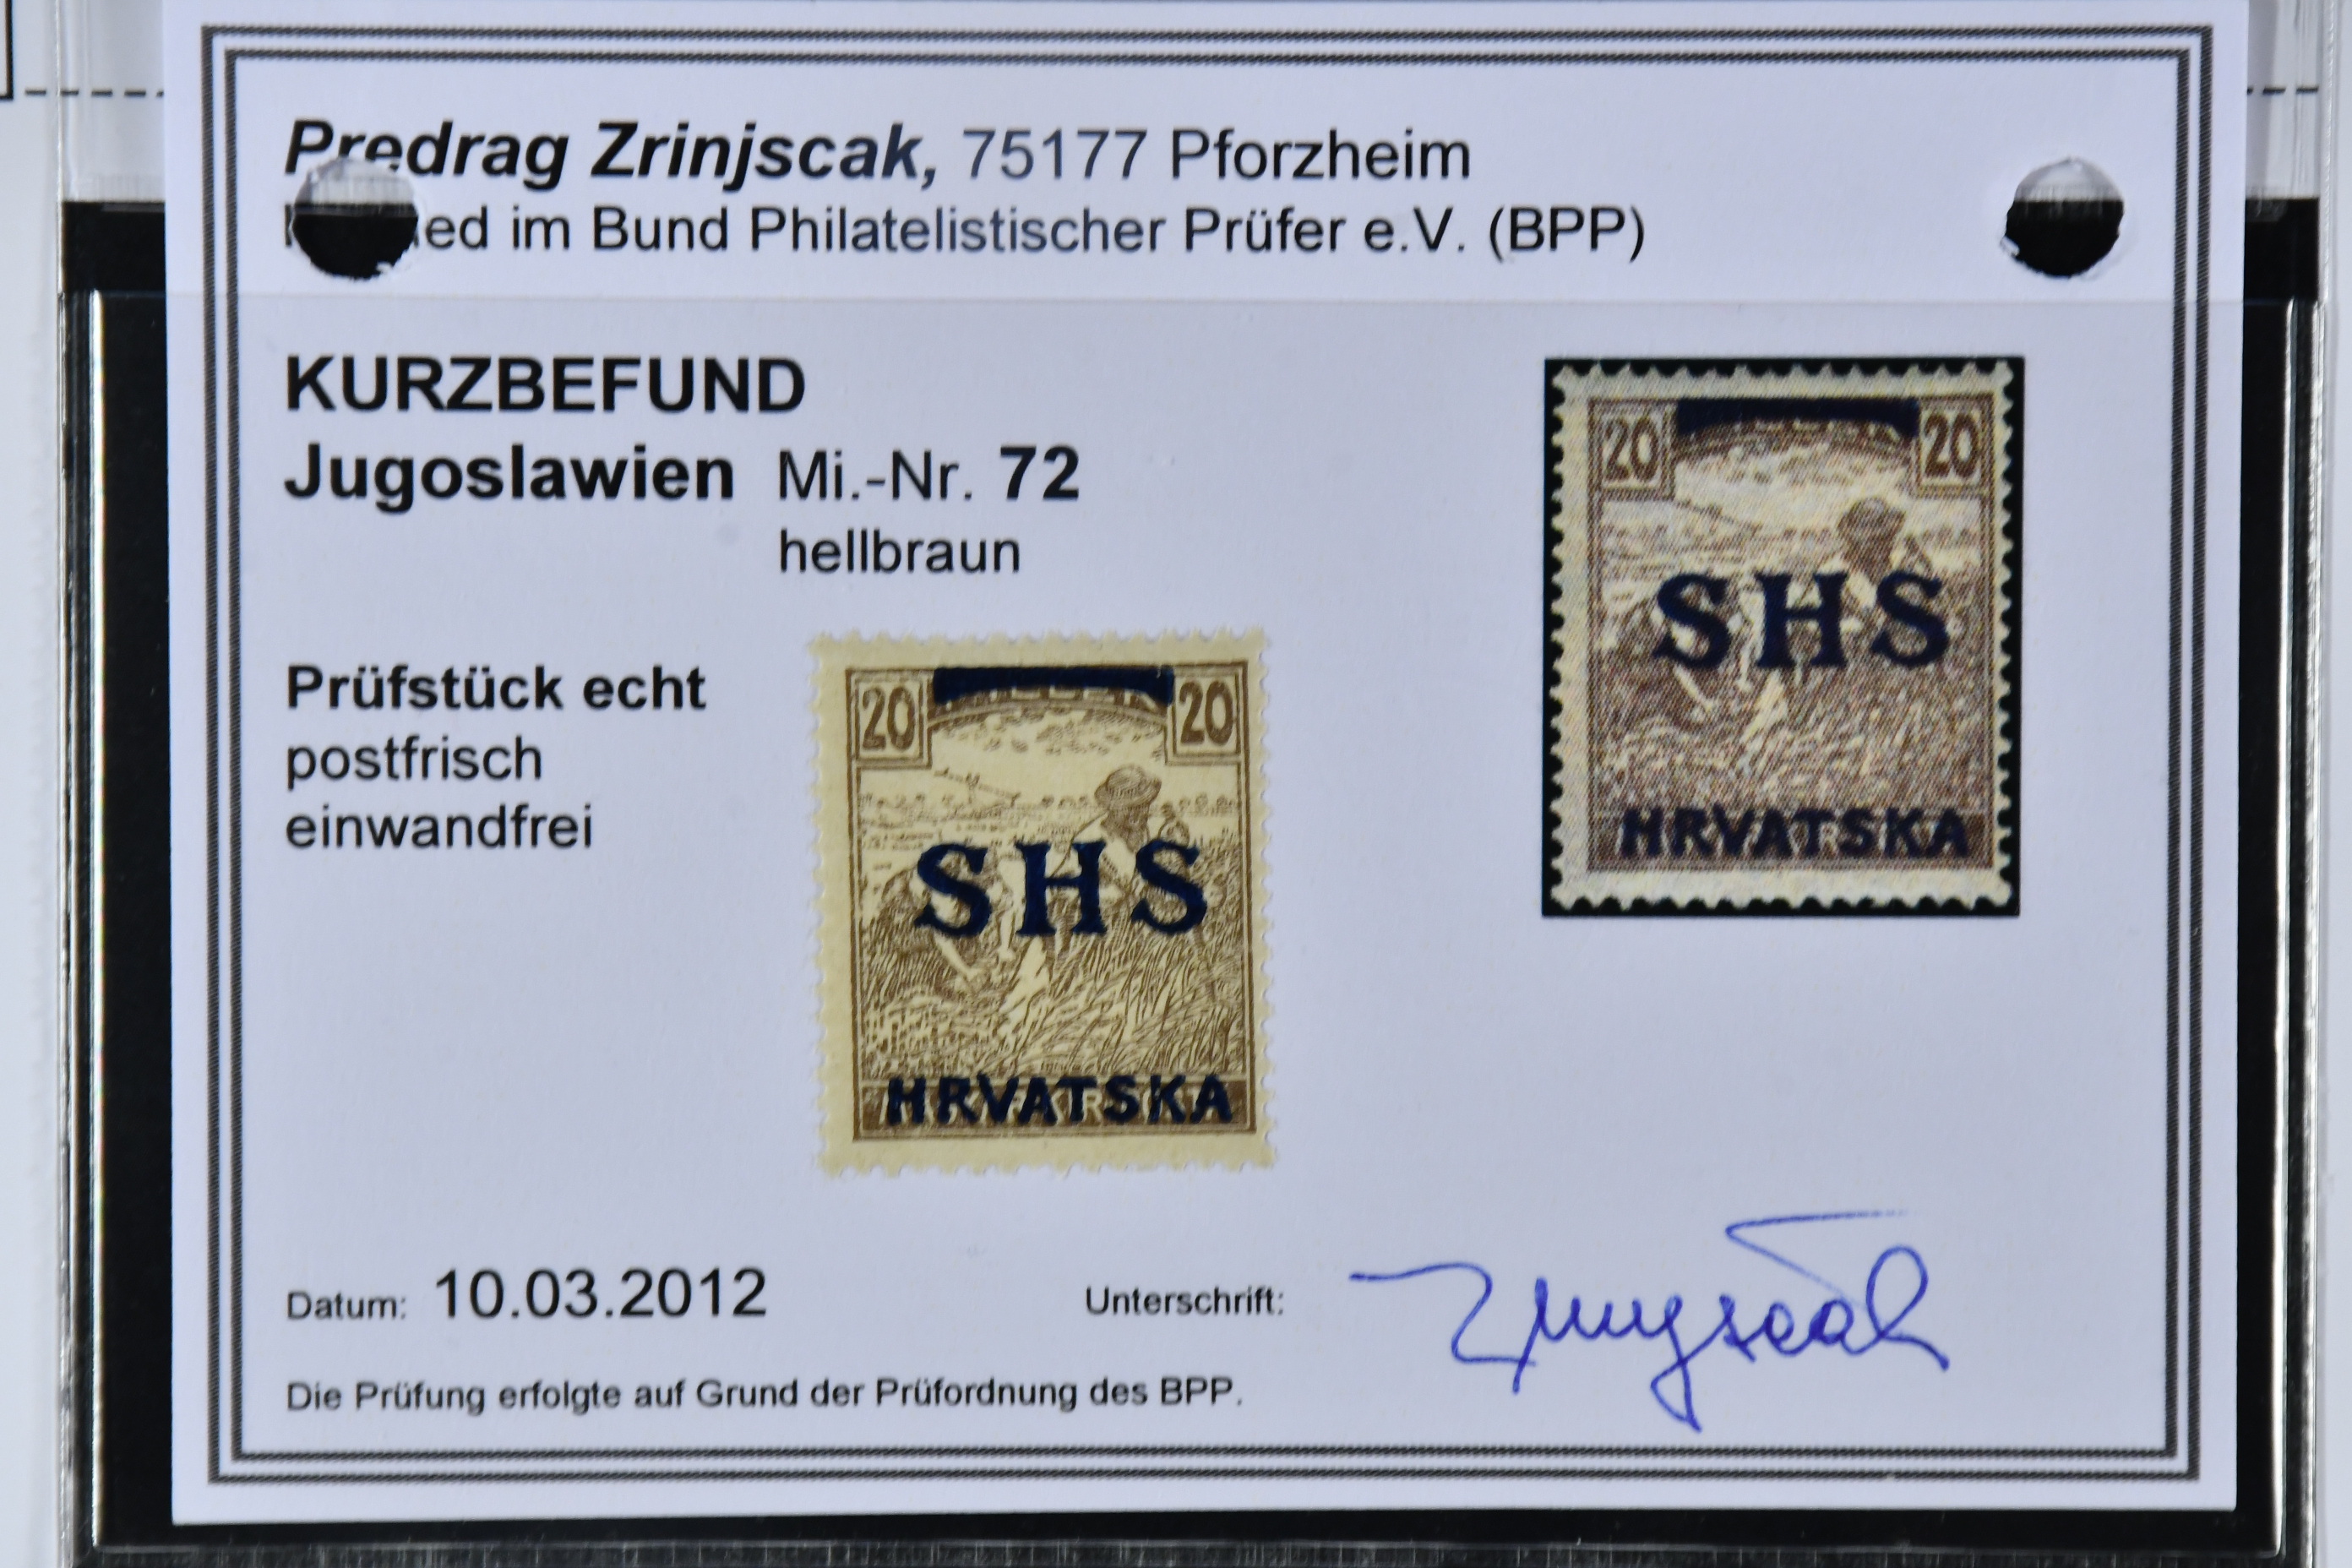 Predrag Zrinjscak, 75177 Pforzheim
im Bund Philatelistischer Prüfer e.V. (BPP)
KURZBEFUND
Jugoslawien Mi.-Nr. 72
hellbraun
Prüfstück echt
postfrisch
einwandfrei
20 20
SHS
HRVATSKA
20 20
SHS
HRVATSKA
Datum: 10.03.2012 Unterschrift:
Die Prüfung erfolgte auf Grund der Prüfordnung des BPP.